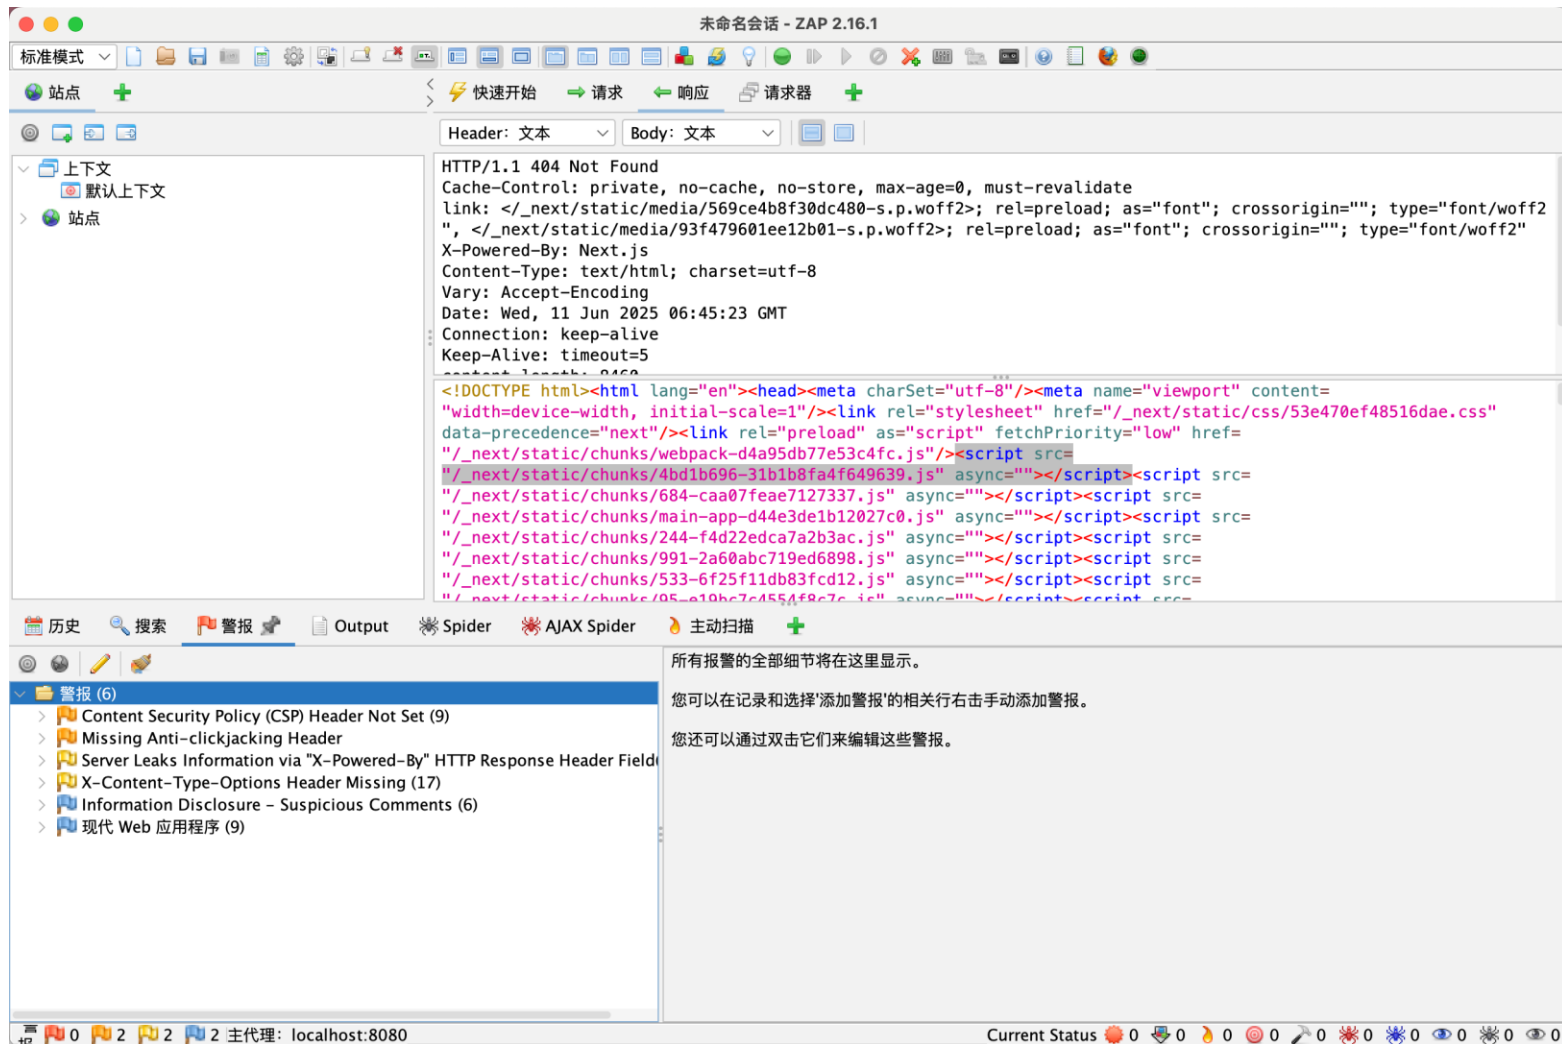 未命名会话 - ZAP 2.16.1
标准模式
站点
快速开始
请求
响应
请求器
Header: 文本
Body: 文本
上下文
默认上下文
站点
HTTP/1.1 404 Not Found
Cache-Control: private, no-cache, no-store, max-age=0, must-revalidate
link: </_next/static/media/569ce4b8f30dc480-s.p.woff2>; rel=preload; as="font"; crossorigin=""; type="font/woff2
", </_next/static/media/93f479601ee12b01-s.p.woff2>; rel=preload; as="font"; crossorigin=""; type="font/woff2"
X-Powered-By: Next.js
Content-Type: text/html; charset=utf-8
Vary: Accept-Encoding
Date: Wed, 11 Jun 2025 06:45:23 GMT
Connection: keep-alive
Keep-Alive: timeout=5
content-length: 8460
<!DOCTYPE html><html lang="en"><head><meta charSet="utf-8"/><meta name="viewport" content=
"width=device-width, initial-scale=1"/><link rel="stylesheet" href="/_next/static/css/53e470ef48516dae.css"
data-precedence="next"/><link rel="preload" as="script" fetchPriority="low" href=
"/_next/static/chunks/webpack-d4a95db77e53c4fc.js"/><script src=
"/_next/static/chunks/4bd1b696-31b1b8fa4f649639.js" async=""></script><script src=
"/_next/static/chunks/684-caa07feae7127337.js" async=""></script><script src=
"/_next/static/chunks/main-app-d44e3de1b12027c0.js" async=""></script><script src=
"/_next/static/chunks/244-f4d22edca7a2b3ac.js" async=""></script><script src=
"/_next/static/chunks/991-2a60abc719ed6898.js" async=""></script><script src=
"/_next/static/chunks/533-6f25f11db83fcd12.js" async=""></script><script src=
"/_next/static/chunks/95-e19bc7c4554f8c7c.js" async=""></script><script src=
历史
搜索
警报
Output
Spider
AJAX Spider
主动扫描
警报 (6)
Content Security Policy (CSP) Header Not Set (9)
Missing Anti-clickjacking Header
Server Leaks Information via "X-Powered-By" HTTP Response Header Field
X-Content-Type-Options Header Missing (17)
Information Disclosure - Suspicious Comments (6)
现代 Web 应用程序 (9)
所有报警的全部细节将在这里显示。
您可以在记录和选择'添加警报'的相关行右击手动添加警报。
您还可以通过双击它们来编辑这些警报。
0 2 2 2 主代理: localhost:8080
Current Status 0 0 0 0 0 0 0 0 0 0